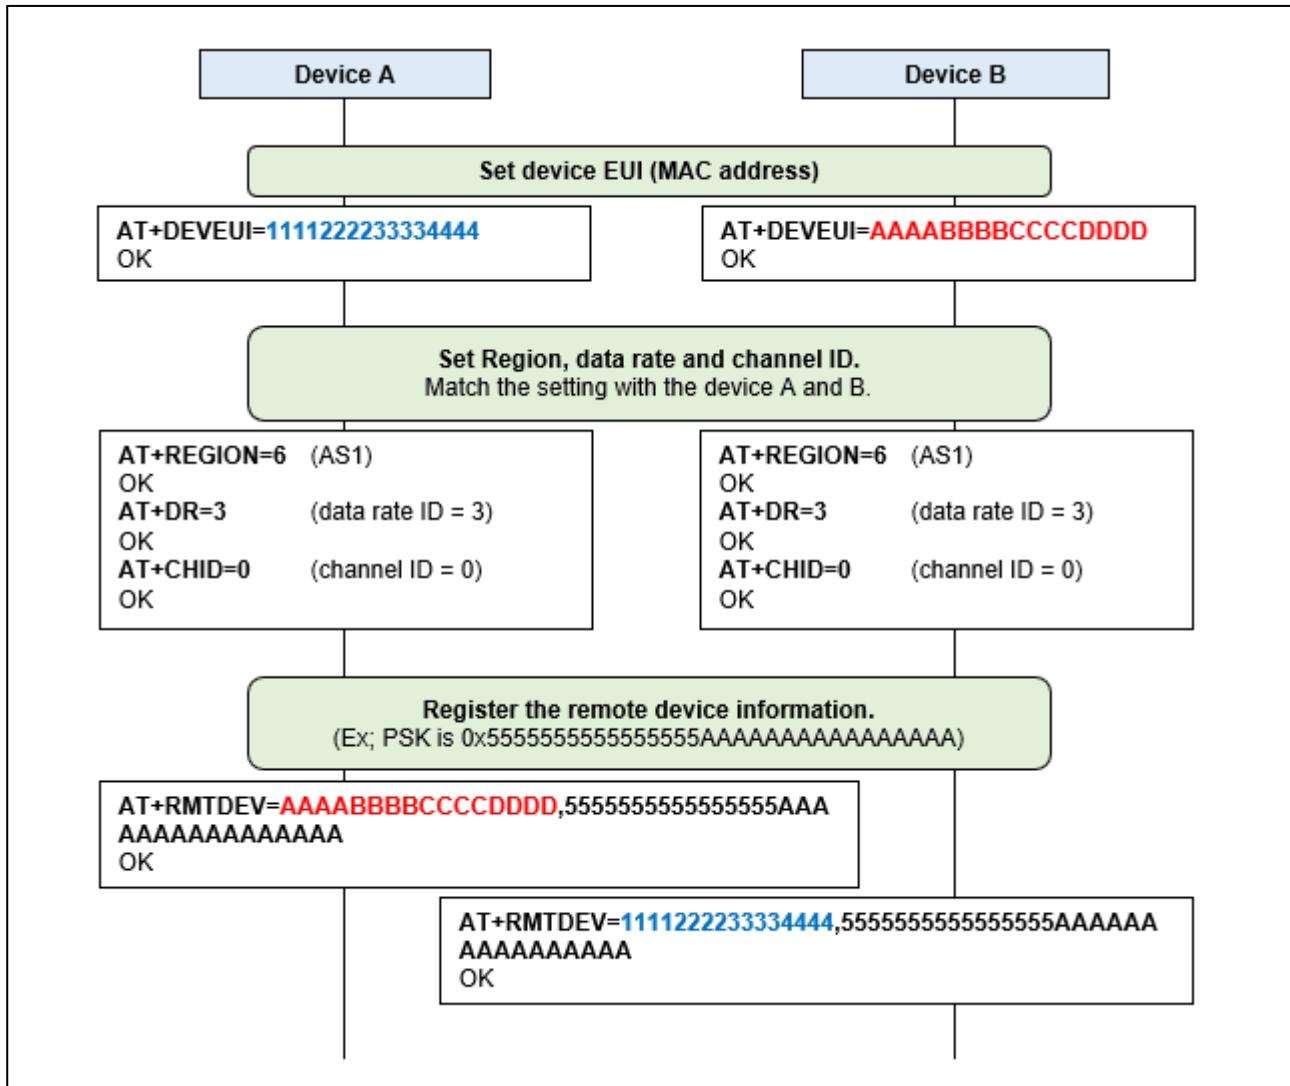 Device A
Device B
Set device EUI (MAC address)
AT+DEVEUI=1111222233334444
OK
AT+DEVEUI=AAAABBBBCCCCDDDD
OK
Set Region, data rate and channel ID.
Match the setting with the device A and B.
AT+REGION=6 (AS1)
OK
AT+DR=3 (data rate ID = 3)
OK
AT+CHID=0 (channel ID = 0)
OK
AT+REGION=6 (AS1)
OK
AT+DR=3 (data rate ID = 3)
OK
AT+CHID=0 (channel ID = 0)
OK
Register the remote device information.
(Ex; PSK is 0x5555555555555555AAAAAAAAAAAAAAAA)
AT+RMTDEV=AAAABBBBCCCCDDDD,5555555555555555AAA
AAAAAAAAAAAAA
OK
AT+RMTDEV=1111222233334444,5555555555555555AAAAAA
AAAAAAAAAA
OK